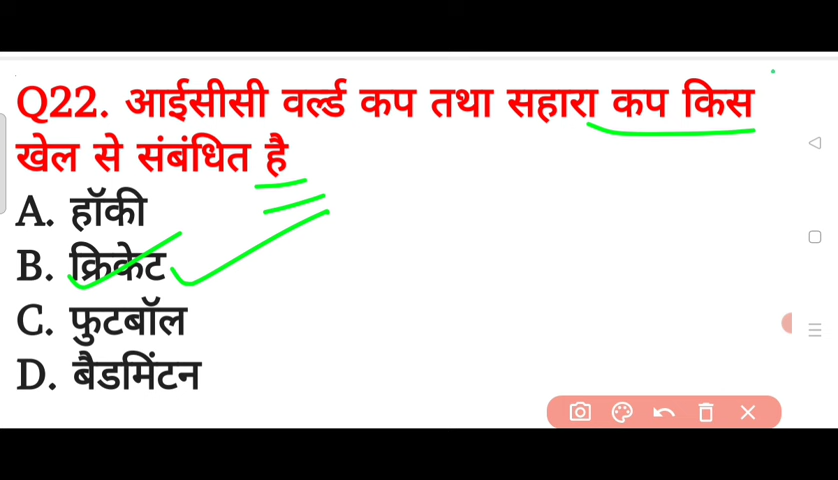 Q22. आईसीसी वर्ल्ड कप तथा सहारा कप किस
खेल से संबंधित है
A. हॉकी
B. क्रिकेट
C. फुटबॉल
D. बैडमिंटन